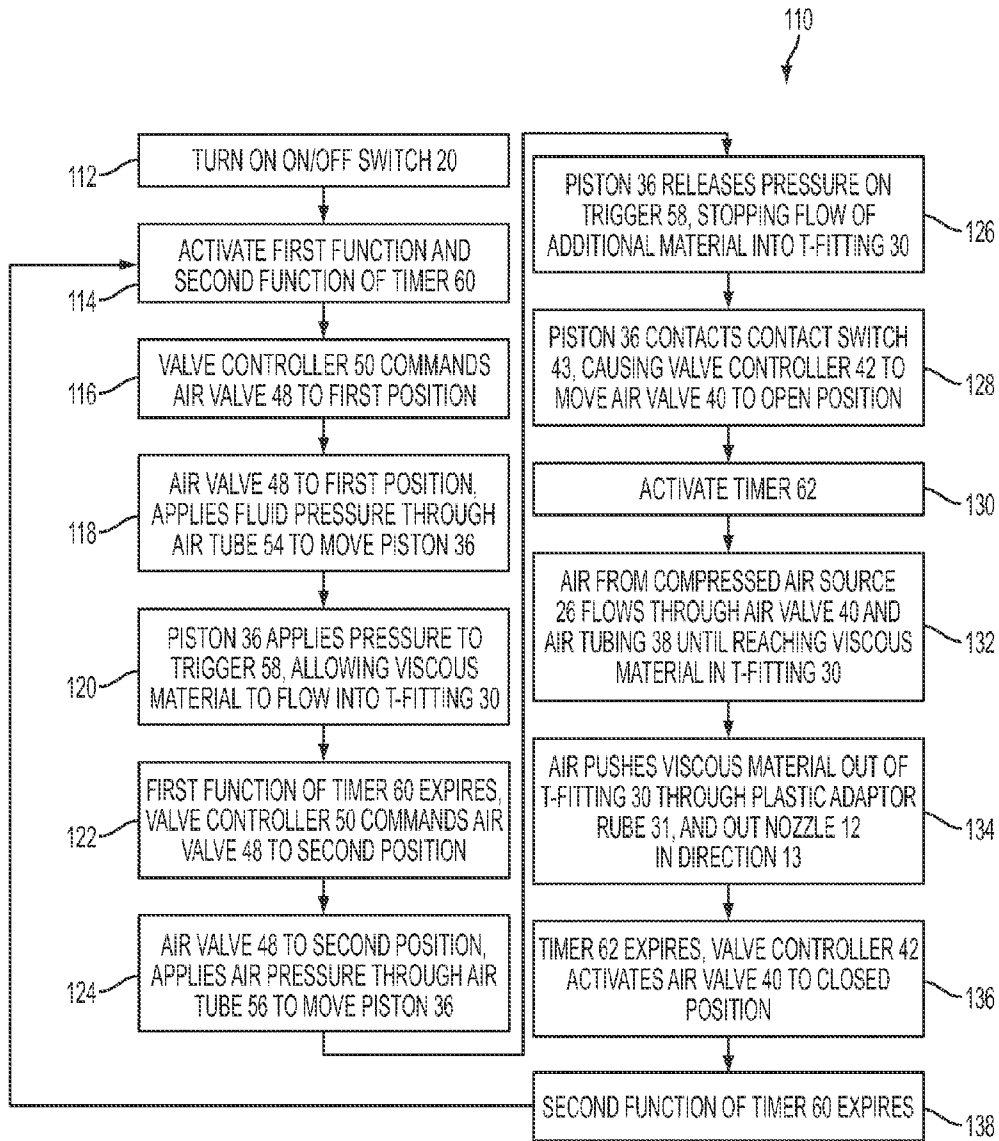 110
112
TURN ON ON/OFF SWITCH 20
114
ACTIVATE FIRST FUNCTION AND
SECOND FUNCTION OF TIMER 60
116
VALVE CONTROLLER 50 COMMANDS
AIR VALVE 48 TO FIRST POSITION
118
AIR VALVE 48 TO FIRST POSITION,
APPLIES FLUID PRESSURE THROUGH
AIR TUBE 54 TO MOVE PISTON 36
120
PISTON 36 APPLIES PRESSURE TO
TRIGGER 58, ALLOWING VISCOUS
MATERIAL TO FLOW INTO T-FITTING 30
122
FIRST FUNCTION OF TIMER 60 EXPIRES,
VALVE CONTROLLER 50 COMMANDS AIR
VALVE 48 TO SECOND POSITION
124
AIR VALVE 48 TO SECOND POSITION,
APPLIES AIR PRESSURE THROUGH AIR
TUBE 56 TO MOVE PISTON 36
PISTON 36 RELEASES PRESSURE ON
TRIGGER 58, STOPPING FLOW OF
ADDITIONAL MATERIAL INTO T-FITTING 30
126
PISTON 36 CONTACTS CONTACT SWITCH
43, CAUSING VALVE CONTROLLER 42 TO
MOVE AIR VALVE 40 TO OPEN POSITION
128
ACTIVATE TIMER 62
130
AIR FROM COMPRESSED AIR SOURCE
26 FLOWS THROUGH AIR VALVE 40 AND
AIR TUBING 38 UNTIL REACHING VISCOUS
MATERIAL IN T-FITTING 30
132
AIR PUSHES VISCOUS MATERIAL OUT OF
T-FITTING 30 THROUGH PLASTIC ADAPTOR
RUBE 31, AND OUT NOZZLE 12
IN DIRECTION 13
134
TIMER 62 EXPIRES, VALVE CONTROLLER 42
ACTIVATES AIR VALVE 40 TO CLOSED
POSITION
136
SECOND FUNCTION OF TIMER 60 EXPIRES
138